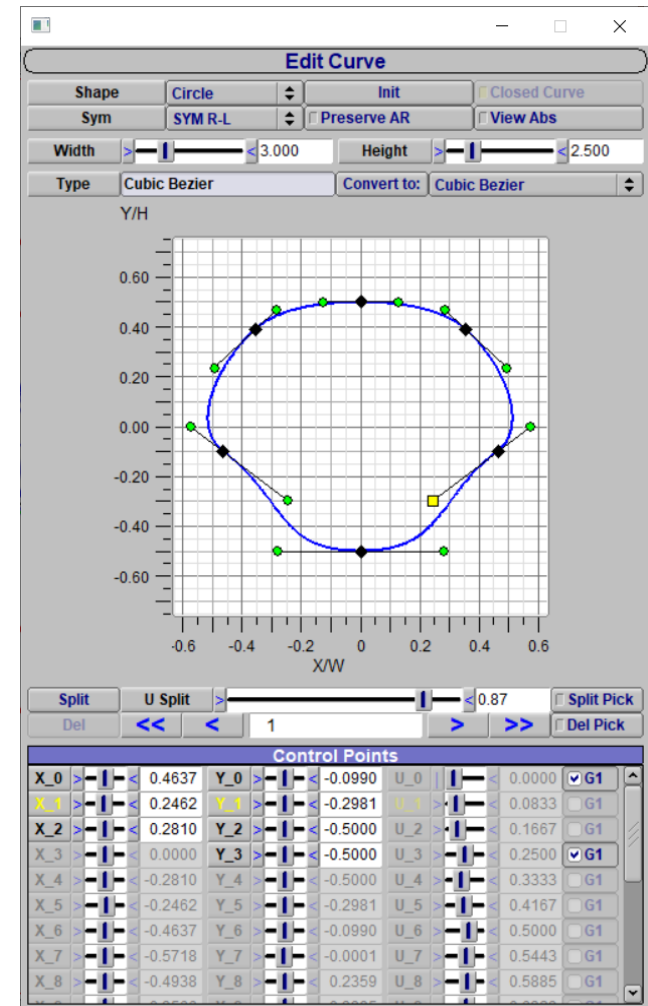 Edit Curve
Shape Circle Init Closed Curve
Sym SYM R-L Preserve AR View Abs
Width > < 3.000 Height > < 2.500
Type Cubic Bezier Convert to: Cubic Bezier
Y/H
0.60
0.40
0.20
0.00
-0.20
-0.40
-0.60
-0.6 -0.4 -0.2 0 0.2 0.4 0.6
X/W
Split U Split > < 0.87 Split Pick
Del << < 1 > >> Del Pick
Control Points
X_0 > < 0.4637 Y_0 > < -0.0990 U_0 | < 0.0000 G1
X_1 > < 0.2462 Y_1 > < -0.2981 U_1 > < 0.0833 G1
X_2 > < 0.2810 Y_2 > < -0.5000 U_2 > < 0.1667 G1
X_3 > < 0.0000 Y_3 > < -0.5000 U_3 > < 0.2500 G1
X_4 > < -0.2810 Y_4 > < -0.5000 U_4 > < 0.3333 G1
X_5 > < -0.2462 Y_5 > < -0.2981 U_5 > < 0.4167 G1
X_6 > < -0.4637 Y_6 > < -0.0990 U_6 > < 0.5000 G1
X_7 > < -0.5718 Y_7 > < -0.0001 U_7 > < 0.5443 G1
X_8 > < -0.4938 Y_8 > < 0.2359 U_8 > < 0.5885 G1